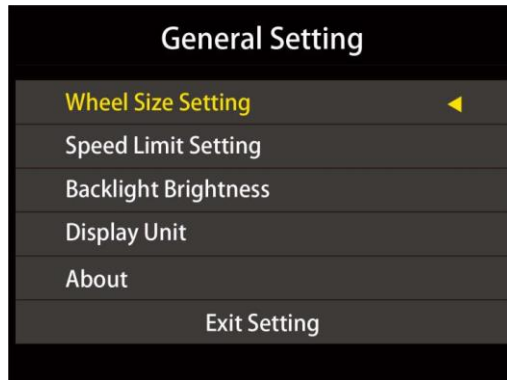 General Setting
Wheel Size Setting
Speed Limit Setting
Backlight Brightness
Display Unit
About
Exit Setting